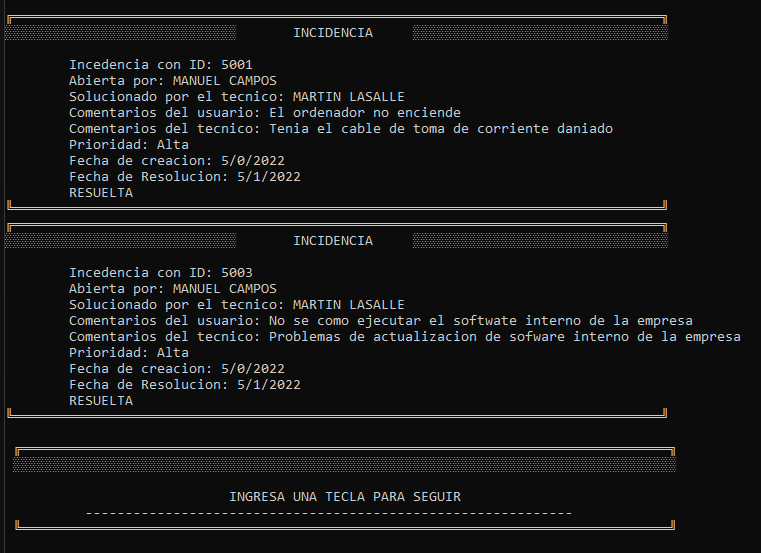 INCIDENCIA
Incedencia con ID: 5001
Abierta por: MANUEL CAMPOS
Solucionado por el tecnico: MARTIN LASALLE
Comentarios del usuario: El ordenador no enciende
Comentarios del tecnico: Tenia el cable de toma de corriente daniado
Prioridad: Alta
Fecha de creacion: 5/0/2022
Fecha de Resolucion: 5/1/2022
RESUELTA
INCIDENCIA
Incedencia con ID: 5003
Abierta por: MANUEL CAMPOS
Solucionado por el tecnico: MARTIN LASALLE
Comentarios del usuario: No se como ejecutar el softwate interno de la empresa
Comentarios del tecnico: Problemas de actualizacion de sofware interno de la empresa
Prioridad: Alta
Fecha de creacion: 5/0/2022
Fecha de Resolucion: 5/1/2022
RESUELTA
INGRESA UNA TECLA PARA SEGUIR